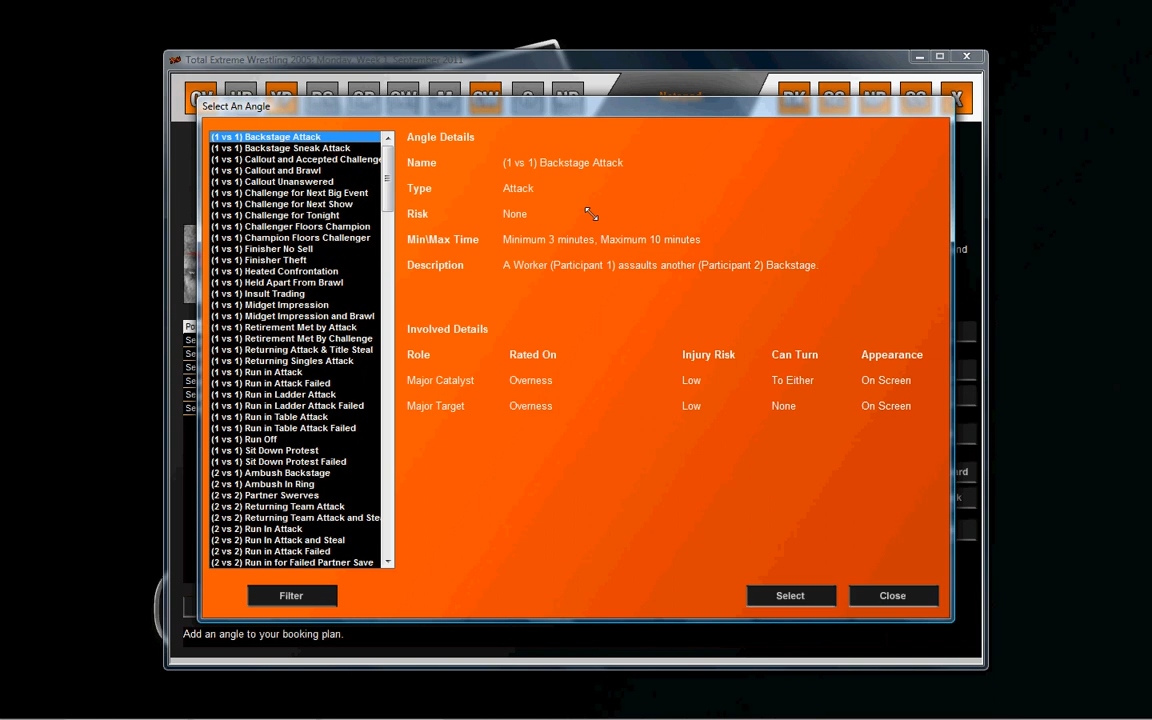 Total Extreme Wrestling 2005: Monday, Week 1, September 2011
Select An Angle
(1 vs 1) Backstage Attack
(1 vs 1) Backstage Sneak Attack
(1 vs 1) Callout and Accepted Challenge
(1 vs 1) Callout and Brawl
(1 vs 1) Callout Unanswered
(1 vs 1) Challenge for Next Big Event
(1 vs 1) Challenge for Next Show
(1 vs 1) Challenge for Tonight
(1 vs 1) Challenger Floors Champion
(1 vs 1) Champion Floors Challenger
(1 vs 1) Finisher No Sell
(1 vs 1) Finisher Theft
(1 vs 1) Heated Confrontation
(1 vs 1) Held Apart From Brawl
(1 vs 1) Insult Trading
(1 vs 1) Midget Impression
(1 vs 1) Midget Impression and Brawl
(1 vs 1) Retirement Met by Attack
(1 vs 1) Retirement Met By Challenge
(1 vs 1) Returning Attack & Title Steal
(1 vs 1) Returning Singles Attack
(1 vs 1) Run in Attack
(1 vs 1) Run in Attack Failed
(1 vs 1) Run in Ladder Attack
(1 vs 1) Run in Ladder Attack Failed
(1 vs 1) Run in Table Attack
(1 vs 1) Run in Table Attack Failed
(1 vs 1) Run Off
(1 vs 1) Sit Down Protest
(1 vs 1) Sit Down Protest Failed
(2 vs 1) Ambush Backstage
(2 vs 1) Ambush In Ring
(2 vs 2) Partner Swerves
(2 vs 2) Returning Team Attack
(2 vs 2) Returning Team Attack and Ste
(2 vs 2) Run In Attack
(2 vs 2) Run In Attack and Steal
(2 vs 2) Run in Attack Failed
(2 vs 2) Run in for Failed Partner Save
Angle Details
Name (1 vs 1) Backstage Attack
Type Attack
Risk None
Min\Max Time Minimum 3 minutes, Maximum 10 minutes
Description A Worker (Participant 1) assaults another (Participant 2) Backstage.
Involved Details
Role Rated On Injury Risk Can Turn Appearance
Major Catalyst Overness Low To Either On Screen
Major Target Overness Low None On Screen
Filter Select Close
Add an angle to your booking plan.